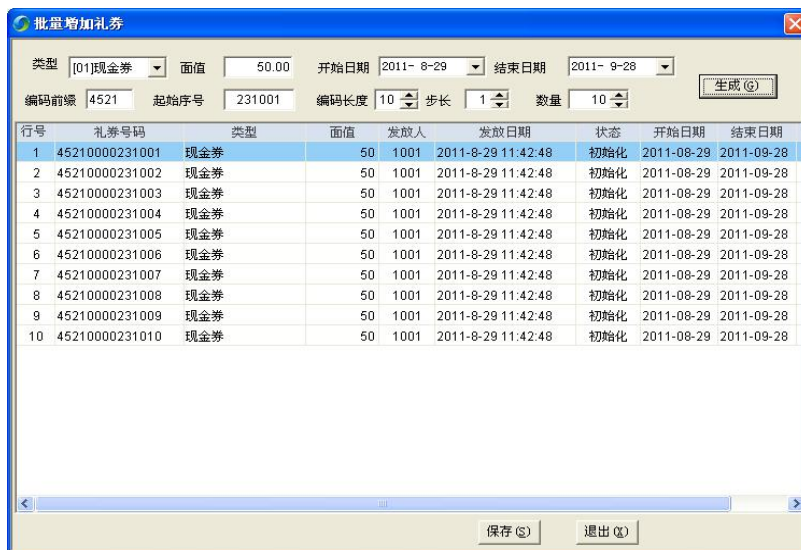 批量增加礼券
类型 [01]现金券 面值 50.00 开始日期 2011- 8-29 结束日期 2011- 9-28
生成(G)
编码前缀 4521 起始序号 231001 编码长度 10 步长 1 数量 10
行号 礼券号码 类型 面值 发放人 发放日期 状态 开始日期 结束日期
1 45210000231001 现金券 50 1001 2011-8-29 11:42:48 初始化 2011-08-29 2011-09-28
2 45210000231002 现金券 50 1001 2011-8-29 11:42:48 初始化 2011-08-29 2011-09-28
3 45210000231003 现金券 50 1001 2011-8-29 11:42:48 初始化 2011-08-29 2011-09-28
4 45210000231004 现金券 50 1001 2011-8-29 11:42:48 初始化 2011-08-29 2011-09-28
5 45210000231005 现金券 50 1001 2011-8-29 11:42:48 初始化 2011-08-29 2011-09-28
6 45210000231006 现金券 50 1001 2011-8-29 11:42:48 初始化 2011-08-29 2011-09-28
7 45210000231007 现金券 50 1001 2011-8-29 11:42:48 初始化 2011-08-29 2011-09-28
8 45210000231008 现金券 50 1001 2011-8-29 11:42:48 初始化 2011-08-29 2011-09-28
9 45210000231009 现金券 50 1001 2011-8-29 11:42:48 初始化 2011-08-29 2011-09-28
10 45210000231010 现金券 50 1001 2011-8-29 11:42:48 初始化 2011-08-29 2011-09-28
保存(S) 退出(X)